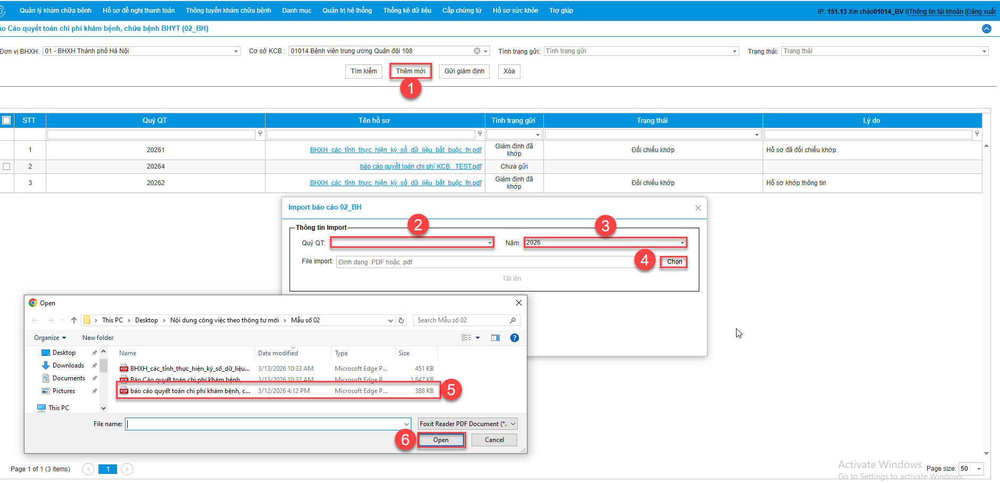 Quản lý khám chữa bệnh Hồ sơ đề nghị thanh toán Thông tuyến khám chữa bệnh Danh mục Quản trị hệ thống Thống kê dữ liệu Cấp chứng từ Hồ sơ sức khỏe Trợ giúp IP: 151.13 Xin chào01014_BV !|Thông tin tài khoản |Đăng xuất
áo Cáo quyết toán chi phí khám bệnh, chữa bệnh BHYT (02_BH)
Đơn vị BHXH: 01 - BHXH Thành phố Hà Nội Cơ sở KCB : 01014 Bệnh viện trung ương Quân đội 108 Tình trạng gửi: Tình trạng gửi Trạng thái: Trạng thái
Tìm kiếm Thêm mới Gửi giám định Xóa
1
STT Quý QT Tên hồ sơ Tình trạng gửi Trạng thái Lý do
1 20261 BHXH_các_tỉnh_thực_hiện_ký_số_dữ_liệu_bắt_buộc_fn.pdf Giám định đã khớp Đối chiếu khớp Hồ sơ đã đối chiếu khớp
2 20264 báo cáo quyết toán chi phí KCB _TEST.pdf Chưa gửi
3 20262 BHXH_các_tỉnh_thực_hiện_ký_số_dữ_liệu_bắt_buộc_fn.pdf Giám định đã khớp Đối chiếu khớp Hồ sơ khớp thông tin
Import báo cáo 02_BH
2 3
Thông tin Import
Quý QT: Năm: 2026
File import: Định dạng .PDF hoặc .pdf 4 Chọn
Tải lên
Open
This PC > Desktop > Nội dung công việc theo thông tư mới > Mẫu số 02 Search Mẫu số 02
Organize New folder
Name Date modified Type Size
Desktop
Downloads
Documents
Pictures
This PC
BHXH_các_tỉnh_thực_hiện_ký_số_dữ_liệu... 3/13/2026 10:33 AM Microsoft Edge P... 451 KB
Báo Cáo quyết toán chi phí khám bệnh, 3/13/2026 10:32 AM Microsoft Edge P 1,847 KB
báo cáo quyết toán chi phí khám bệnh, c... 3/12/2026 4:12 PM Microsoft Edge P... 388 KB
5
File name: Foxit Reader PDF Document (*.
6 Open Cancel
Page 1 of 1 (3 items) 1 Page size: 50
Activate Windows
Go to Settings to activate Windows.